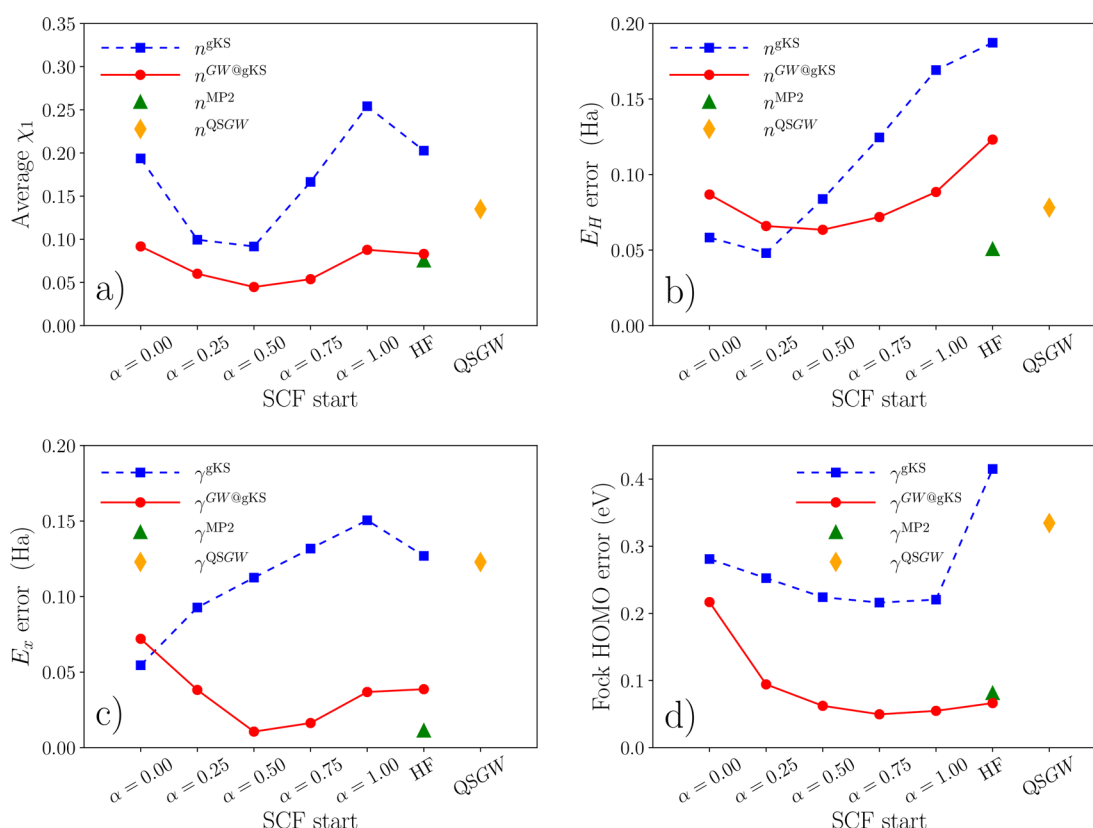 0.35
0.30
0.25
0.20
0.15
0.10
0.05
0.00
Average χ₁
n^gKS
n^GW@gKS
n^MP2
n^QSGW
a)
α = 0.00
α = 0.25
α = 0.50
α = 0.75
α = 1.00
HF
QSGW
SCF start
0.20
0.15
0.10
0.05
0.00
E_H error (Ha)
n^gKS
n^GW@gKS
n^MP2
n^QSGW
b)
α = 0.00
α = 0.25
α = 0.50
α = 0.75
α = 1.00
HF
QSGW
SCF start
0.20
0.15
0.10
0.05
0.00
E_x error (Ha)
γ^gKS
γ^GW@gKS
γ^MP2
γ^QSGW
c)
α = 0.00
α = 0.25
α = 0.50
α = 0.75
α = 1.00
HF
QSGW
SCF start
0.4
0.3
0.2
0.1
0.0
Fock HOMO error (eV)
γ^gKS
γ^GW@gKS
γ^MP2
γ^QSGW
d)
α = 0.00
α = 0.25
α = 0.50
α = 0.75
α = 1.00
HF
QSGW
SCF start